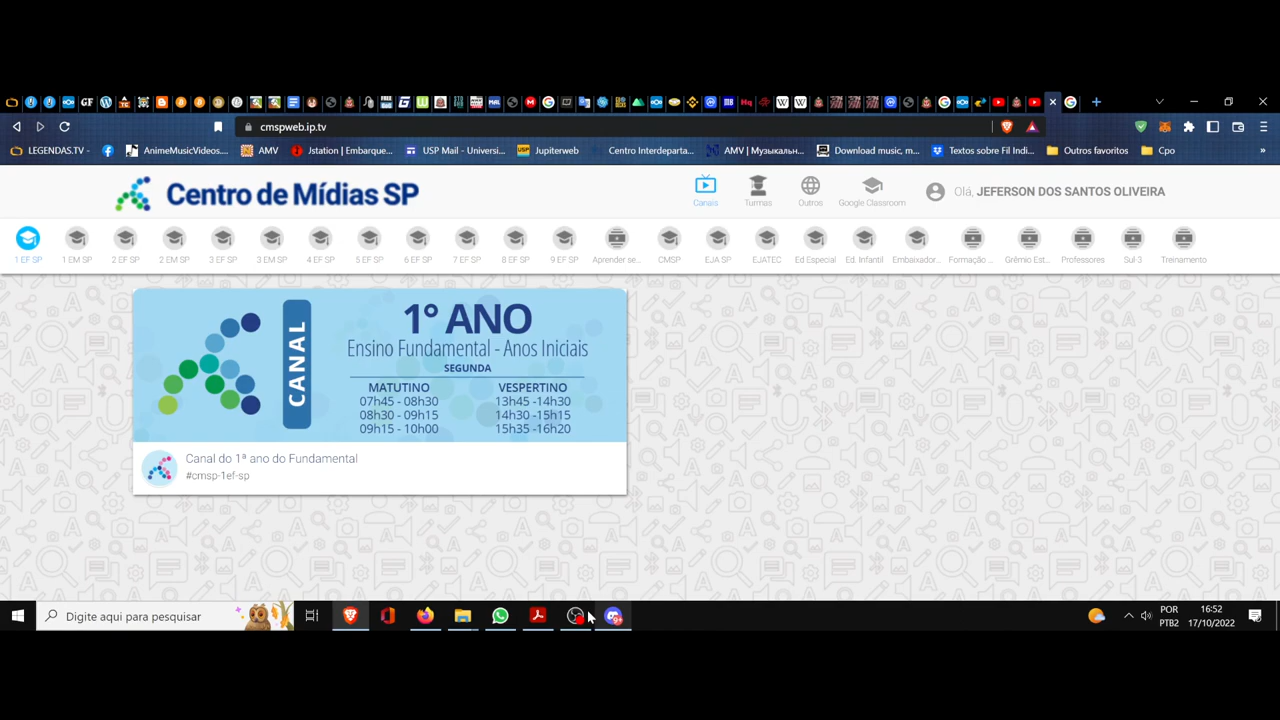 cmspweb.ip.tv
LEGENDAS.TV - Suas...
AnimeMusicVideos....
AMV
Jstation | Embarque...
USP Mail - Universi...
Jupiterweb
Centro Interdeparta...
AMV | Музыкальн...
Download music, m...
Textos sobre Fil Indi...
Outros favoritos
Cpo
»
Centro de Mídias SP
Canais
Turmas
Outros
Google Classroom
Olá, JEFERSON DOS SANTOS OLIVEIRA
1 EF SP
1 EM SP
2 EF SP
2 EM SP
3 EF SP
3 EM SP
4 EF SP
5 EF SP
6 EF SP
7 EF SP
8 EF SP
9 EF SP
Aprender se...
CMSP
EJA SP
EJATEC
Ed Especial
Ed. Infantil
Embaixador...
Formação ...
Grêmio Est...
Professores
Sul-3
Treinamento
CANAL
1° ANO
Ensino Fundamental - Anos Iniciais
SEGUNDA
MATUTINO
07h45 - 08h30
08h30 - 09h15
09h15 - 10h00
VESPERTINO
13h45 -14h30
14h30 -15h15
15h35 -16h20
Canal do 1ª ano do Fundamental
#cmsp-1ef-sp
Digite aqui para pesquisar
POR
PTB2
16:52
17/10/2022